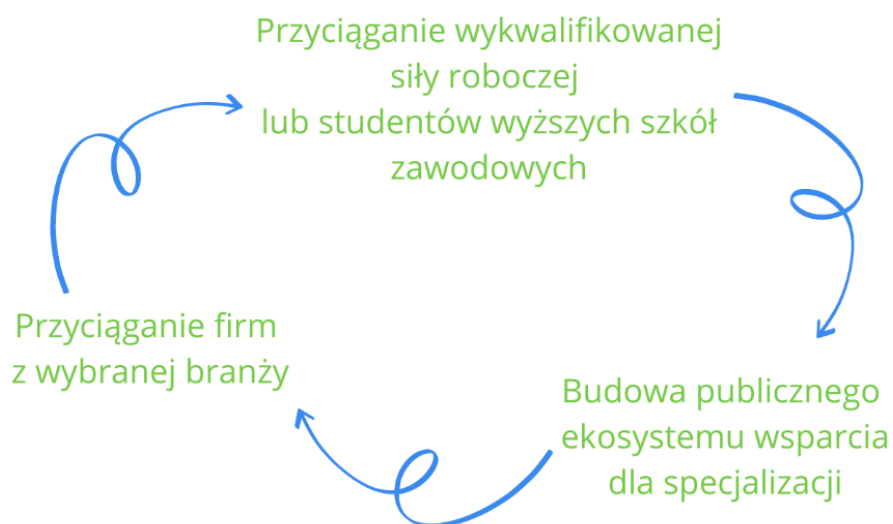 Przyciąganie wykwalifikowanej
siły roboczej
lub studentów wyższych szkół
zawodowych
Przyciąganie firm
z wybranej branży
Budowa publicznego
ekosystemu wsparcia
dla specjalizacji